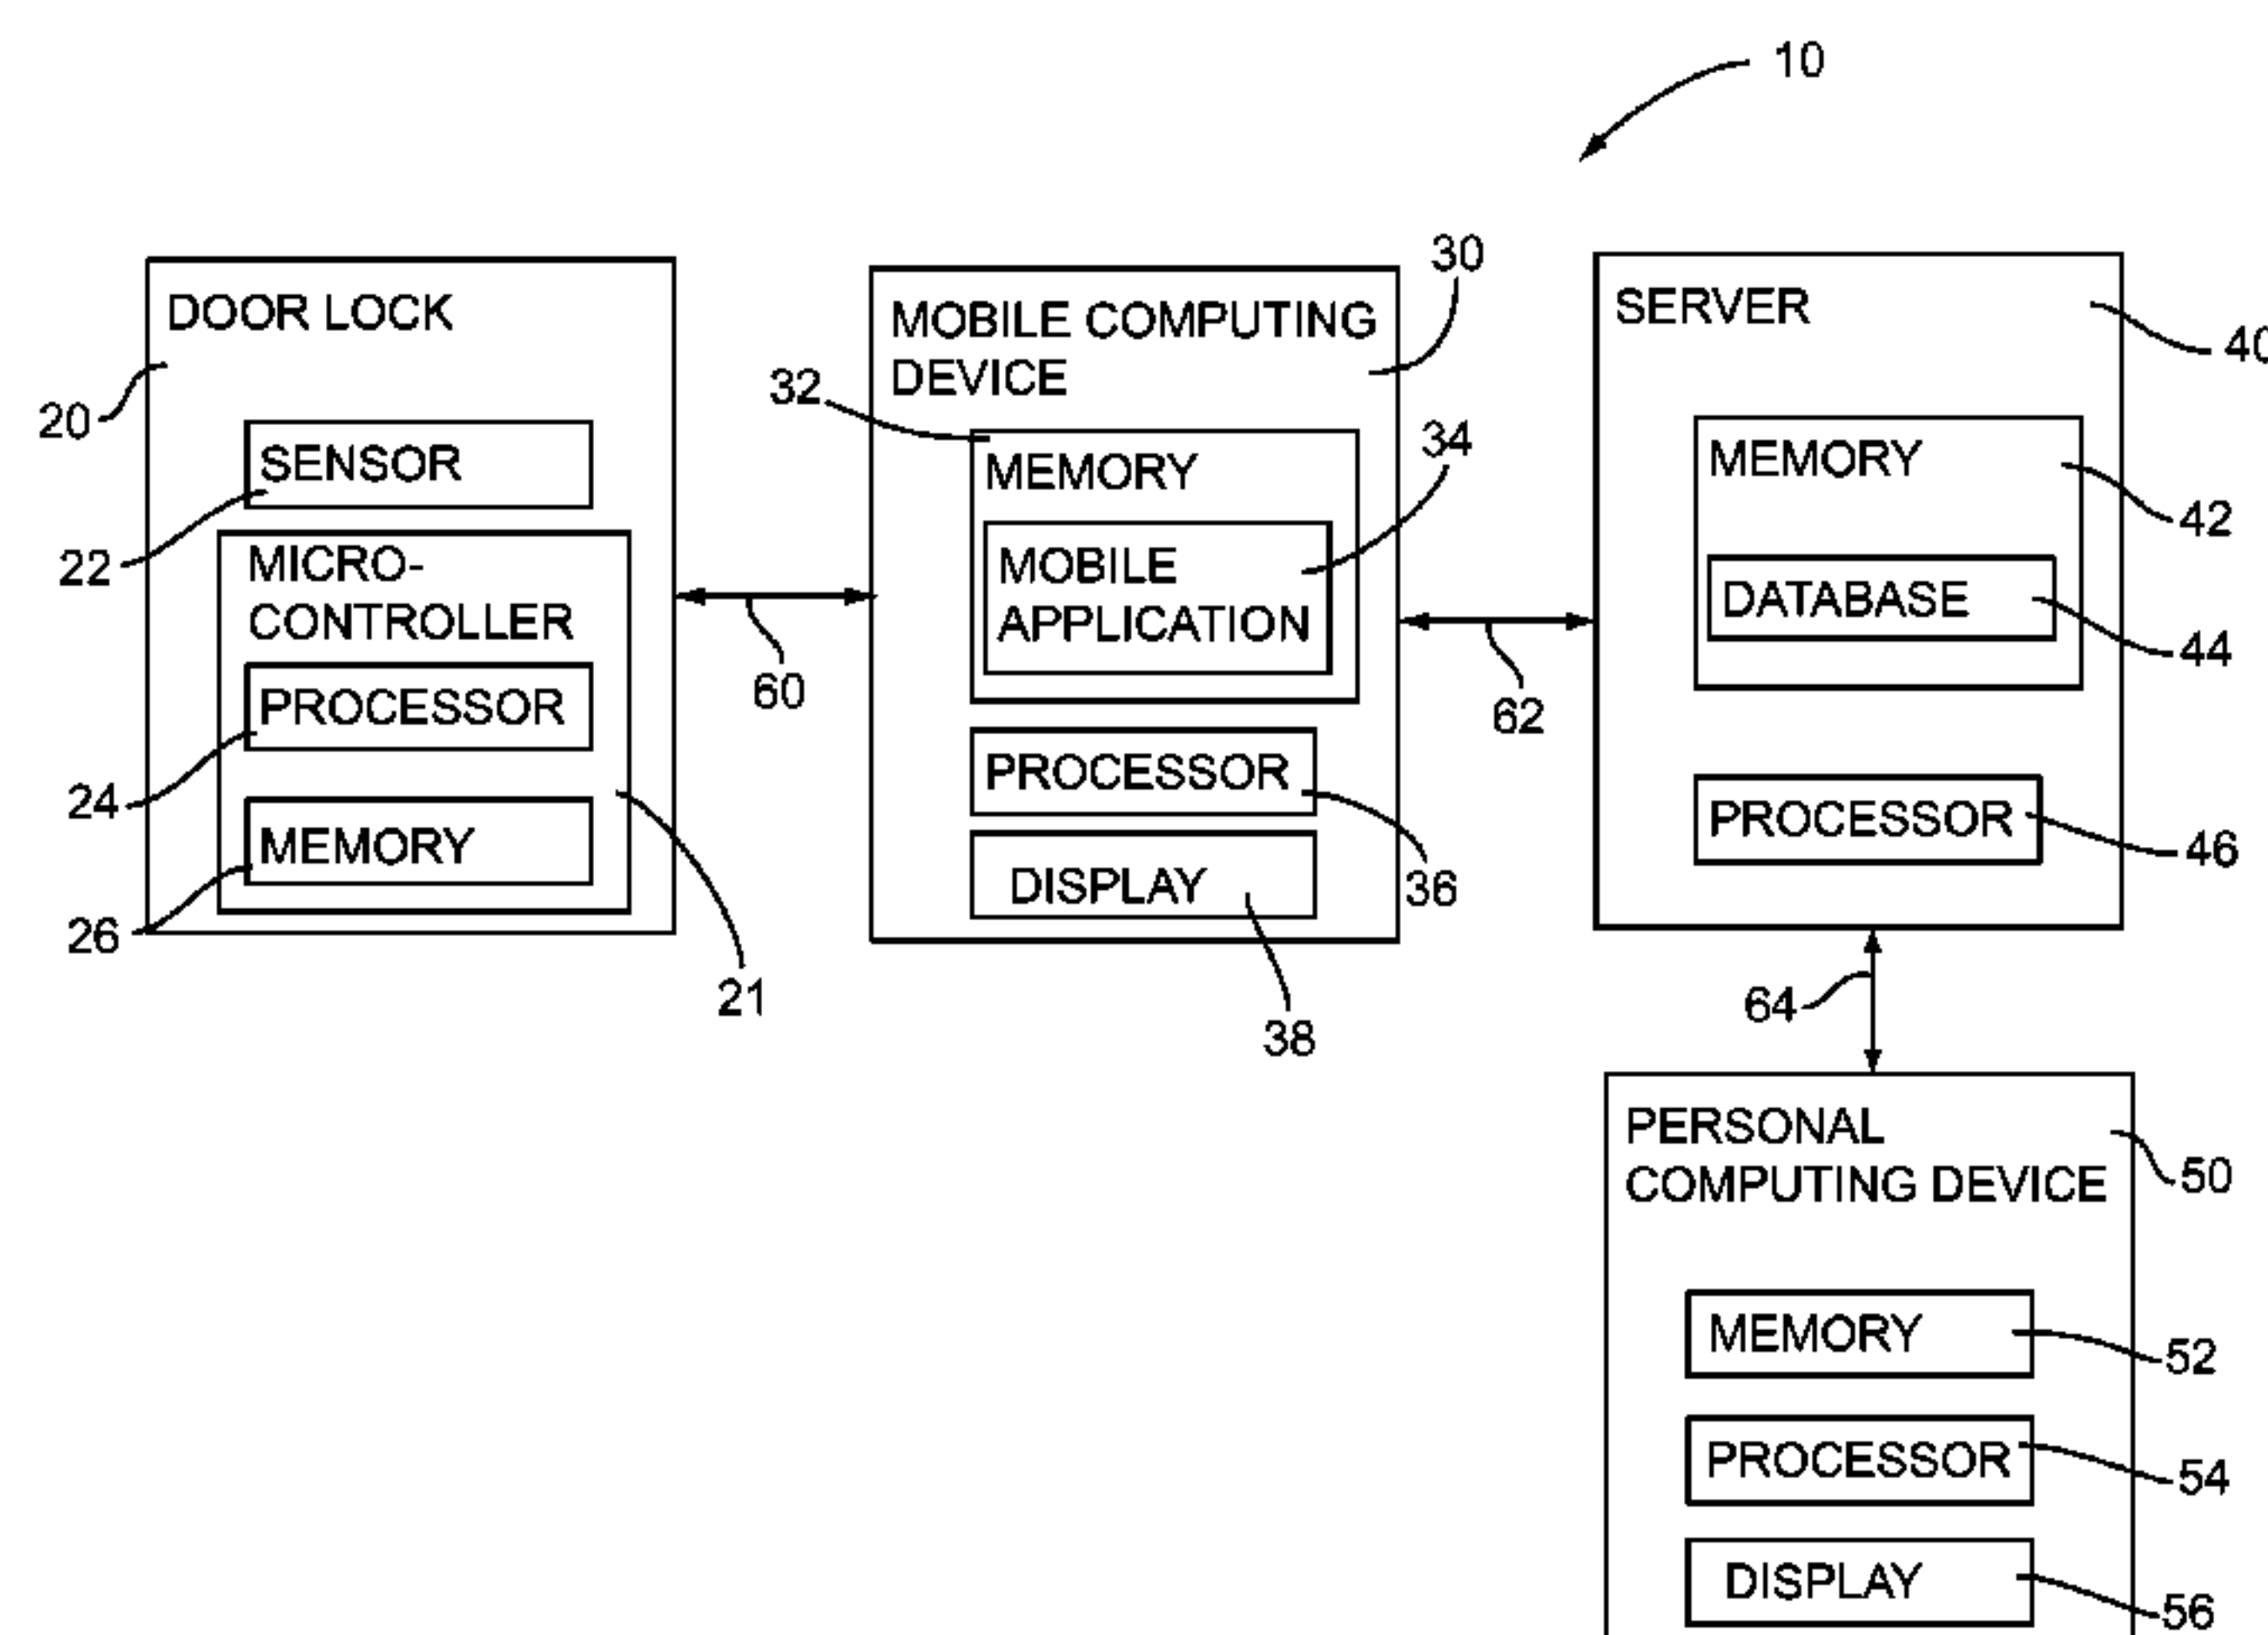 10
DOOR LOCK
20
SENSOR
22
MICRO-
CONTROLLER
PROCESSOR
24
MEMORY
26
21
60
MOBILE COMPUTING
DEVICE
30
32
MEMORY
34
MOBILE
APPLICATION
PROCESSOR
36
DISPLAY
38
62
SERVER
40
MEMORY
42
DATABASE
44
PROCESSOR
46
64
PERSONAL
COMPUTING DEVICE
50
MEMORY
52
PROCESSOR
54
DISPLAY
56